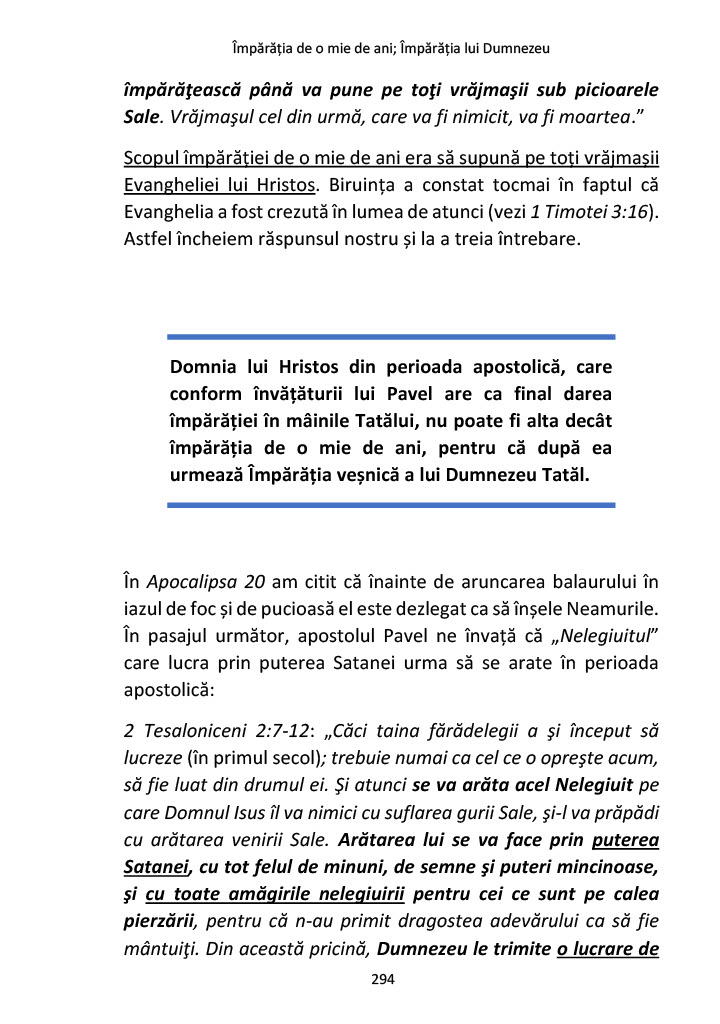 Împărăția de o mie de ani; Împărăția lui Dumnezeu
împărăţească până va pune pe toţi vrăjmaşii sub picioarele
Sale. Vrăjmaşul cel din urmă, care va fi nimicit, va fi moartea.”
Scopul împărăției de o mie de ani era să supună pe toți vrăjmașii
Evangheliei lui Hristos. Biruința a constat tocmai în faptul că
Evanghelia a fost crezută în lumea de atunci (vezi 1 Timotei 3:16).
Astfel încheiem răspunsul nostru și la a treia întrebare.
Domnia lui Hristos din perioada apostolică, care
conform învățăturii lui Pavel are ca final darea
împărăției în mâinile Tatălui, nu poate fi alta decât
împărăția de o mie de ani, pentru că după ea
urmează Împărăția veșnică a lui Dumnezeu Tatăl.
În Apocalipsa 20 am citit că înainte de aruncarea balaurului în
iazul de foc și de pucioasă el este dezlegat ca să înșele Neamurile.
În pasajul următor, apostolul Pavel ne învață că „Nelegiuitul”
care lucra prin puterea Satanei urma să se arate în perioada
apostolică:
2 Tesaloniceni 2:7-12: „Căci taina fărădelegii a şi început să
lucreze (în primul secol); trebuie numai ca cel ce o opreşte acum,
să fie luat din drumul ei. Şi atunci se va arăta acel Nelegiuit pe
care Domnul Isus îl va nimici cu suflarea gurii Sale, şi-l va prăpădi
cu arătarea venirii Sale. Arătarea lui se va face prin puterea
Satanei, cu tot felul de minuni, de semne şi puteri mincinoase,
şi cu toate amăgirile nelegiuirii pentru cei ce sunt pe calea
pierzării, pentru că n-au primit dragostea adevărului ca să fie
mântuiţi. Din această pricină, Dumnezeu le trimite o lucrare de
294